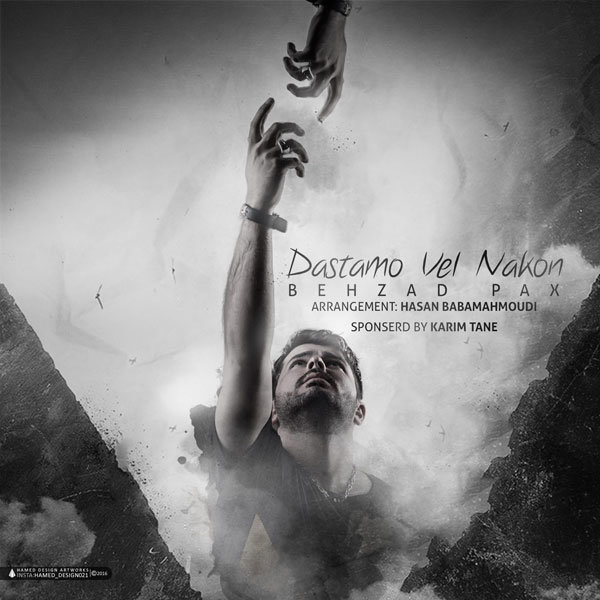 Dastamo Vel Nakon
BEHZAD PAX
ARRANGEMENT: HASAN BABAMAHMOUDI
SPONSERD BY KARIM TANE
HAMED DESIGN ARTWORKS
INSTA:HAMED_DESIGN021 ©2016